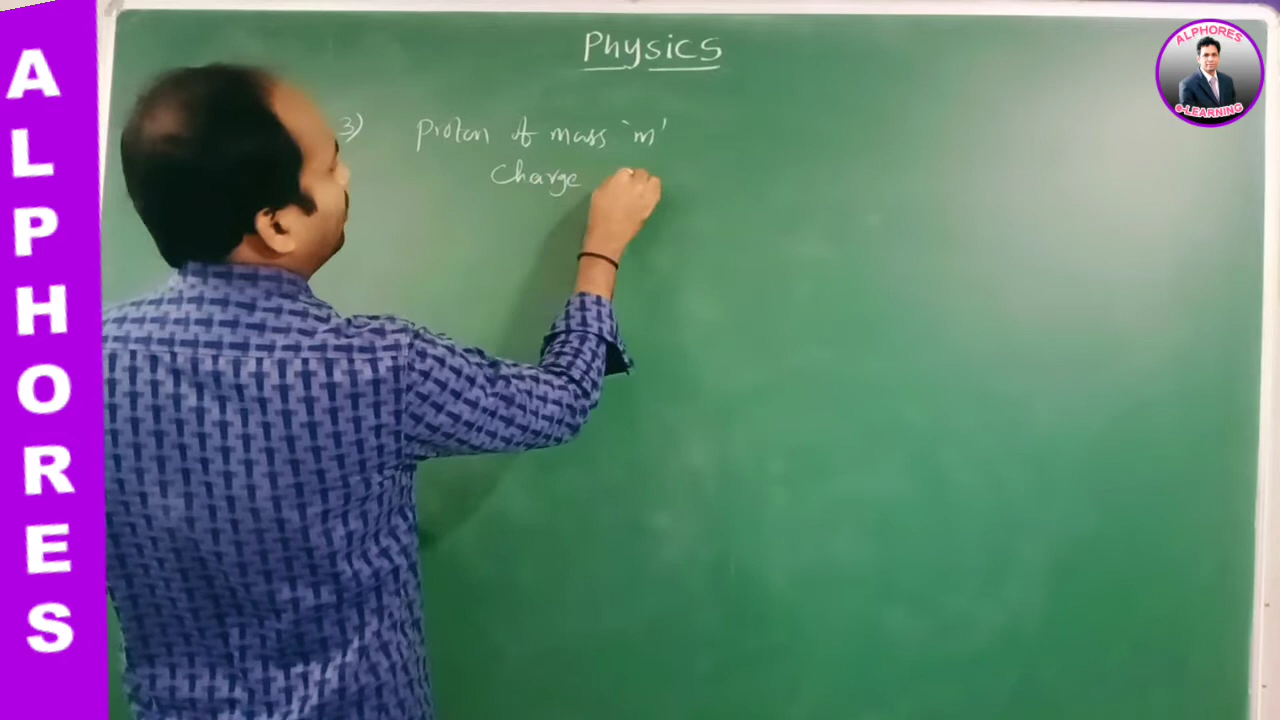 ALPHORES
Physics
3) Proton of mass 'm'
Charge
ALPHORES
e-LEARNING